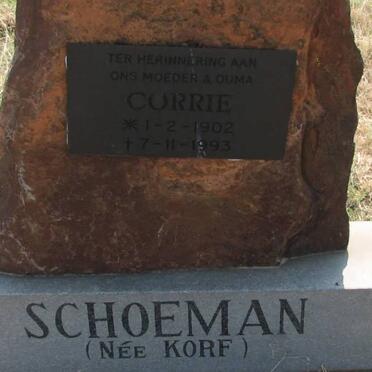 TER HERINNERING AAN
ONS MOEDER & OUMA
CORRIE
* 1-2-1902
† 7-11-1993
SCHOEMAN
(NÉE KORF)